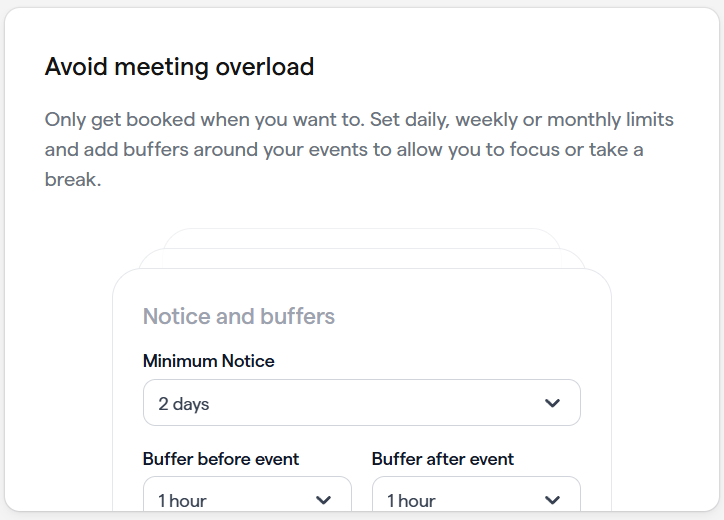 Avoid meeting overload
Only get booked when you want to. Set daily, weekly or monthly limits
and add buffers around your events to allow you to focus or take a
break.
Notice and buffers
Minimum Notice
2 days
Buffer before event
Buffer after event
1 hour
1 hour